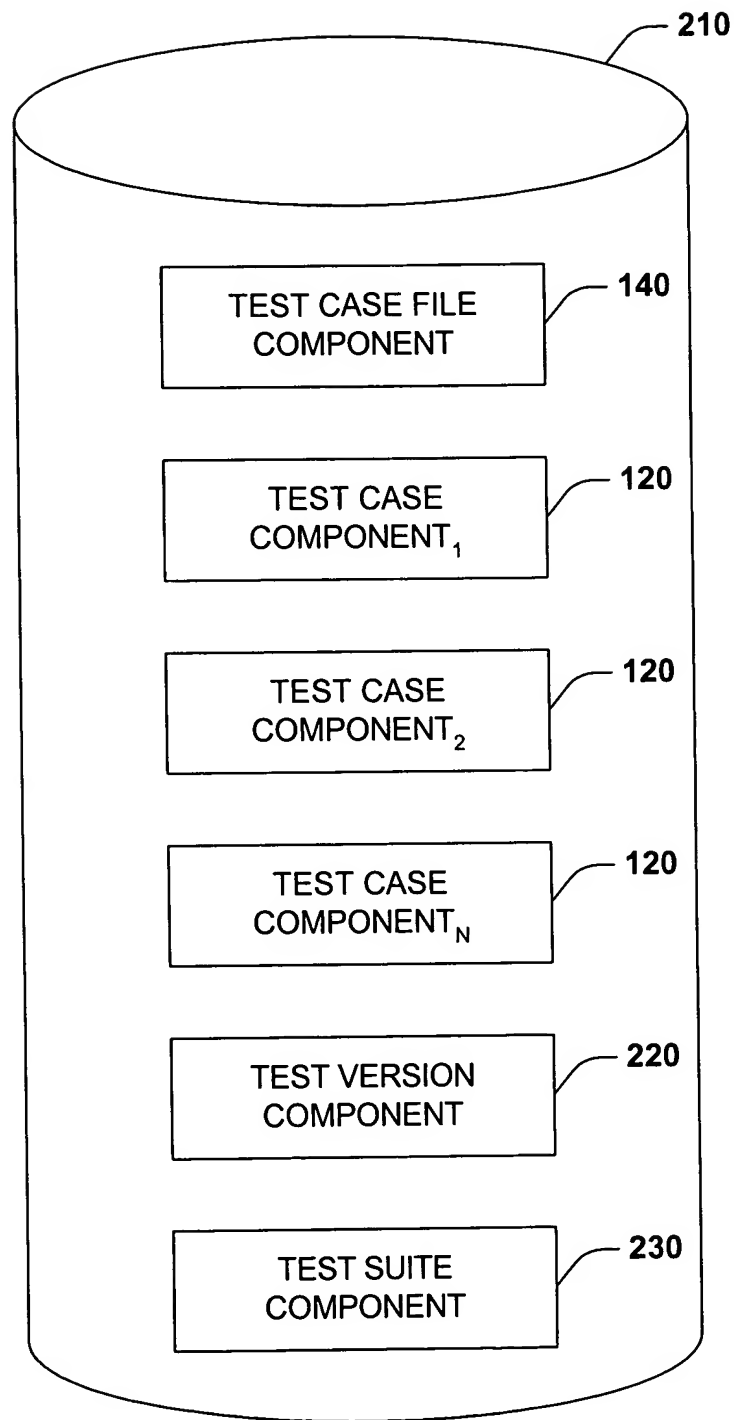 210
TEST CASE FILE
COMPONENT
140
TEST CASE
COMPONENT₁
120
TEST CASE
COMPONENT₂
120
TEST CASE
COMPONENT_N
120
TEST VERSION
COMPONENT
220
TEST SUITE
COMPONENT
230